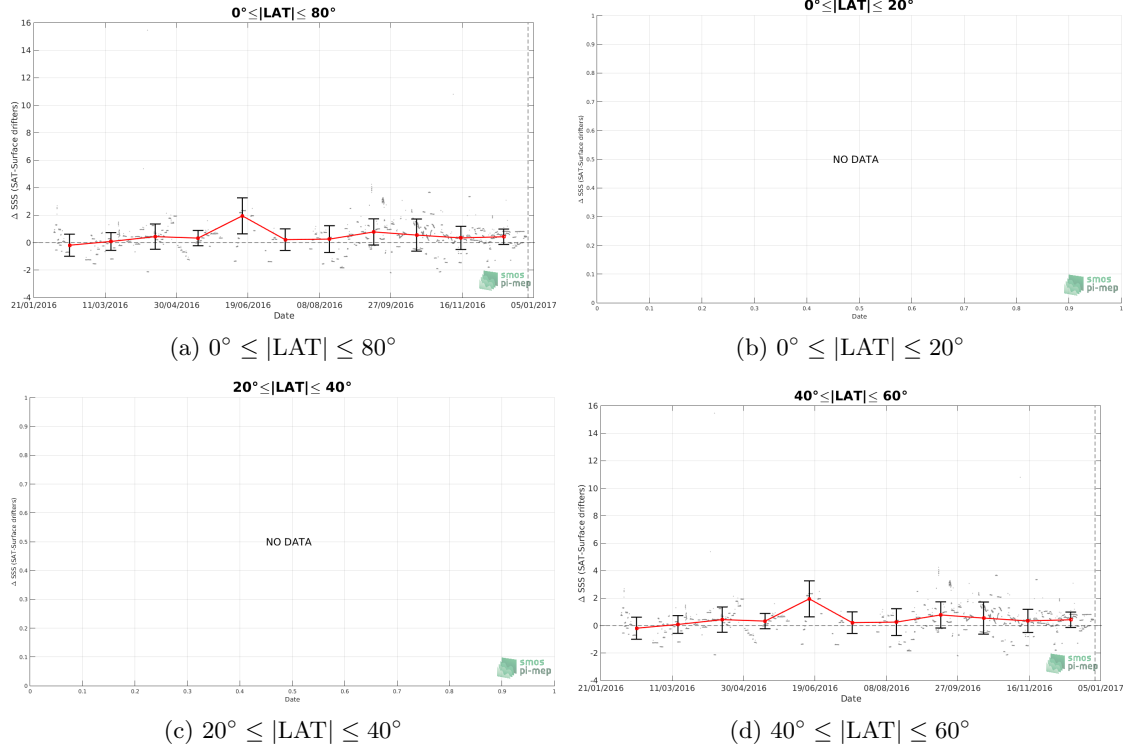 0°≤|LAT|≤ 80°
16
14
12
10
8
6
4
2
0
-2
-4
Δ SSS (SAT-Surface drifters)
21/01/2016 11/03/2016 30/04/2016 19/06/2016 08/08/2016 27/09/2016 16/11/2016 05/01/2017
Date
smos
pi-mep
(a) 0° ≤ |LAT| ≤ 80°
0°≤|LAT|≤ 20°
1
0.9
0.8
0.7
0.6
0.5
0.4
0.3
0.2
0.1
0
Δ SSS (SAT-Surface drifters)
NO DATA
0 0.1 0.2 0.3 0.4 0.5 0.6 0.7 0.8 0.9 1
Date
smos
pi-mep
(b) 0° ≤ |LAT| ≤ 20°
20°≤|LAT|≤ 40°
1
0.9
0.8
0.7
0.6
0.5
0.4
0.3
0.2
0.1
0
Δ SSS (SAT-Surface drifters)
NO DATA
0 0.1 0.2 0.3 0.4 0.5 0.6 0.7 0.8 0.9 1
Date
smos
pi-mep
(c) 20° ≤ |LAT| ≤ 40°
40°≤|LAT|≤ 60°
16
14
12
10
8
6
4
2
0
-2
-4
Δ SSS (SAT-Surface drifters)
21/01/2016 11/03/2016 30/04/2016 19/06/2016 08/08/2016 27/09/2016 16/11/2016 05/01/2017
Date
smos
pi-mep
(d) 40° ≤ |LAT| ≤ 60°